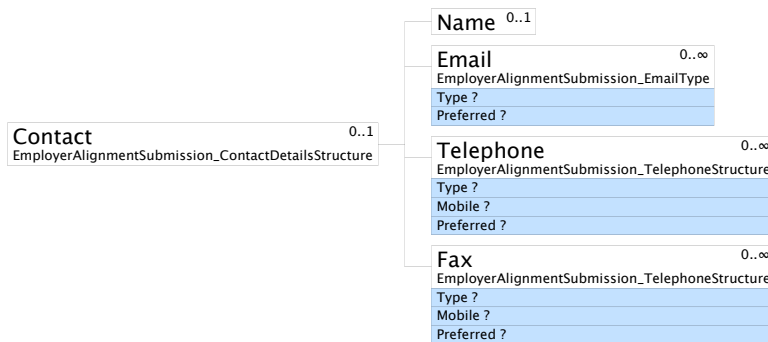 Name 0..1
Email 0..∞
EmployerAlignmentSubmission_EmailType
Type ?
Preferred ?
Contact 0..1
EmployerAlignmentSubmission_ContactDetailsStructure
Telephone 0..∞
EmployerAlignmentSubmission_TelephoneStructure
Type ?
Mobile ?
Preferred ?
Fax 0..∞
EmployerAlignmentSubmission_TelephoneStructure
Type ?
Mobile ?
Preferred ?